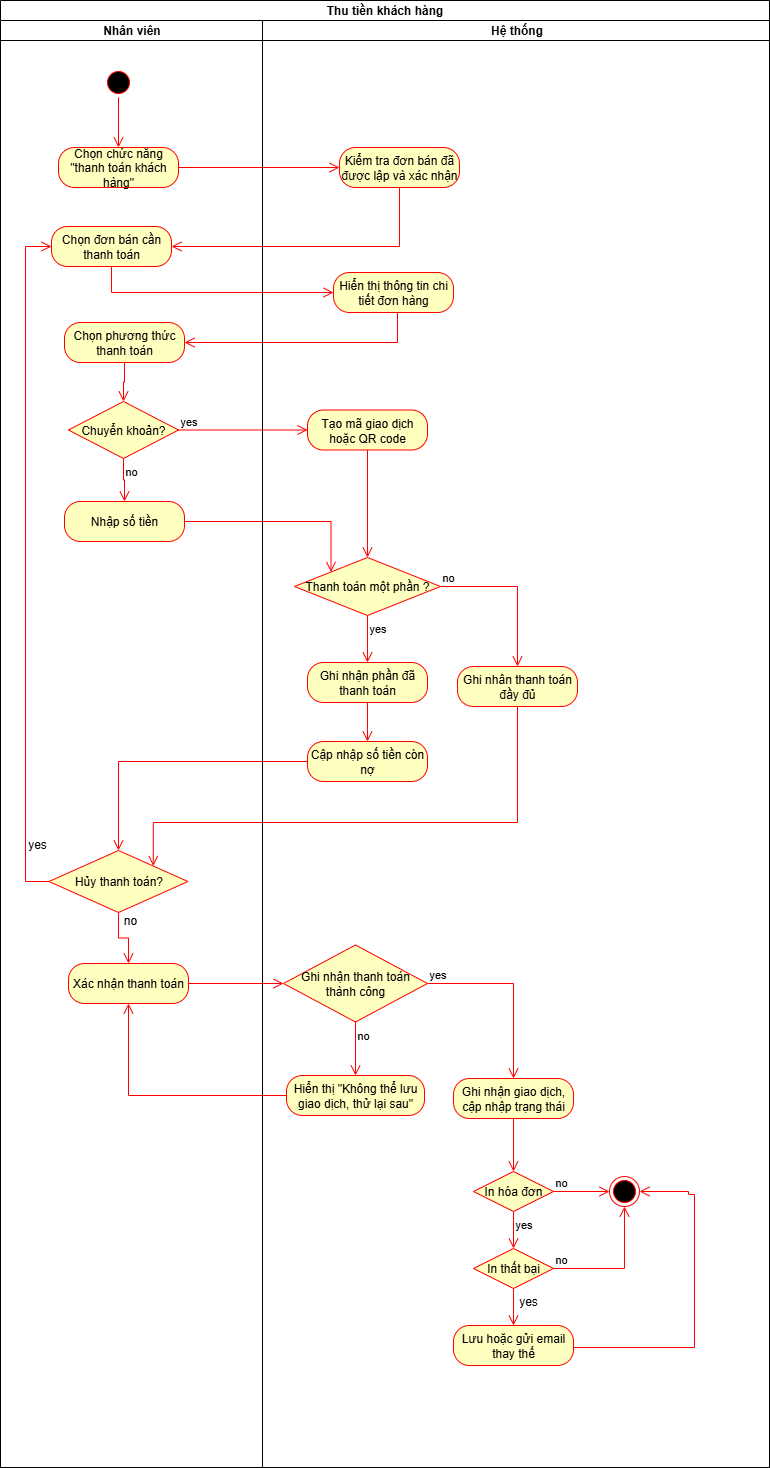 Thu tiền khách hàng
Nhân viên
Hệ thống
Chọn chức năng
"thanh toán khách
hàng"
Kiểm tra đơn bán đã
được lập và xác nhận
Chọn đơn bán cần
thanh toán
Hiển thị thông tin chi
tiết đơn hàng
Chọn phương thức
thanh toán
Chuyển khoản?
yes
Tạo mã giao dịch
hoặc QR code
no
Nhập số tiền
Thanh toán một phần ?
no
yes
Ghi nhận phần đã
thanh toán
Ghi nhân thanh toán
đầy đủ
Cập nhập số tiền còn
nợ
yes
Hủy thanh toán?
no
Xác nhận thanh toán
Ghi nhận thanh toán
thành công
yes
no
Hiển thị "Không thể lưu
giao dịch, thử lại sau"
Ghi nhận giao dịch,
cập nhập trạng thái
In hóa đơn
no
yes
In thất bại
no
yes
Lưu hoặc gửi email
thay thế